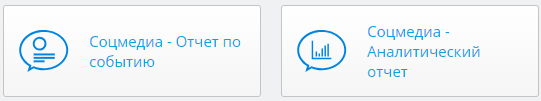 Соцмедиа - Отчет по
событию
Соцмедиа -
Аналитический
отчет